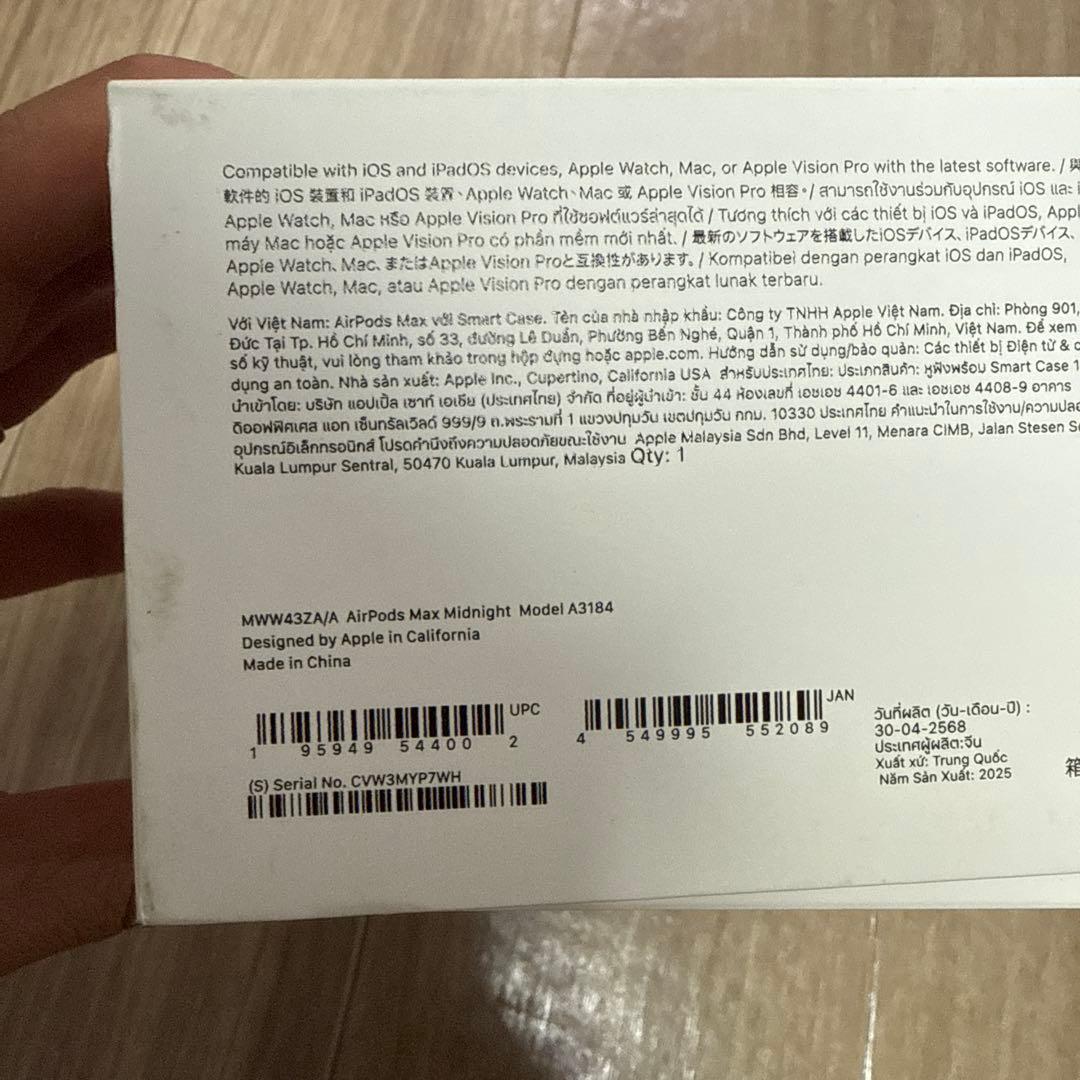 Compatible with iOS and iPadOS devices, Apple Watch, Mac, or Apple Vision Pro with the latest software. / 與
軟件的 iOS 裝置和 iPadOS 裝置、Apple Watch、Mac 或 Apple Vision Pro 相容。/ สามารถใช้งานร่วมกับอุปกรณ์ iOS และ
Apple Watch, Mac หรือ Apple Vision Pro ที่ใช้ซอฟต์แวร์ล่าสุดได้ / Tương thích với các thiết bị iOS và iPadOS, Appl
máy Mac hoặc Apple Vision Pro có phần mềm mới nhất. / 最新のソフトウェアを搭載したiOSデバイス、iPadOSデバイス、
Apple Watch、Mac、またはApple Vision Proと互換性があります。/ Kompatibel dengan perangkat iOS dan iPadOS,
Apple Watch, Mac, atau Apple Vision Pro dengan perangkat lunak terbaru.
Với Việt Nam: AirPods Max với Smart Case. Tên của nhà nhập khẩu: Công ty TNHH Apple Việt Nam. Địa chỉ: Phòng 901,
Đức Tại Tp. Hồ Chí Minh, số 33, đường Lê Duẩn, Phường Bến Nghé, Quận 1, Thành phố Hồ Chí Minh, Việt Nam. Để xem
số kỹ thuật, vui lòng tham khảo trong hộp đựng hoặc apple.com. Hướng dẫn sử dụng/bảo quản: Các thiết bị Điện tử & c
dụng an toàn. Nhà sản xuất: Apple Inc., Cupertino, California USA สำหรับประเทศไทย: ประเภทสินค้า: หูฟังพร้อม Smart Case 1
นำเข้าโดย: บริษัท แอปเปิ้ล เซาท์ เอเชีย (ประเทศไทย) จำกัด ที่อยู่ผู้นำเข้า: ชั้น 44 ห้องเลขที่ เอชเอช 4401-6 และ เอชเอช 4408-9 อาคาร
ดิออฟฟิศเศส แอท เซ็นทรัลเวิลด์ 999/9 ถ.พระรามที่ 1 แขวงปทุมวัน เขตปทุมวัน กทม. 10330 ประเทศไทย คำแนะนำในการใช้งาน/ความปลอด
อุปกรณ์อิเล็กทรอนิกส์ โปรดคำนึงถึงความปลอดภัยขณะใช้งาน Apple Malaysia Sdn Bhd, Level 11, Menara CIMB, Jalan Stesen
Kuala Lumpur Sentral, 50470 Kuala Lumpur, Malaysia Qty: 1
MWW43ZA/A AirPods Max Midnight Model A3184
Designed by Apple in California
Made in China
UPC
1 95949 54400 2
JAN
4 549995 552089
(S) Serial No. CVW3MYP7WH
วันที่ผลิต (วัน-เดือน-ปี) :
30-04-2568
ประเทศผู้ผลิต:จีน
Xuất xứ: Trung Quốc
Năm Sản Xuất: 2025
箱